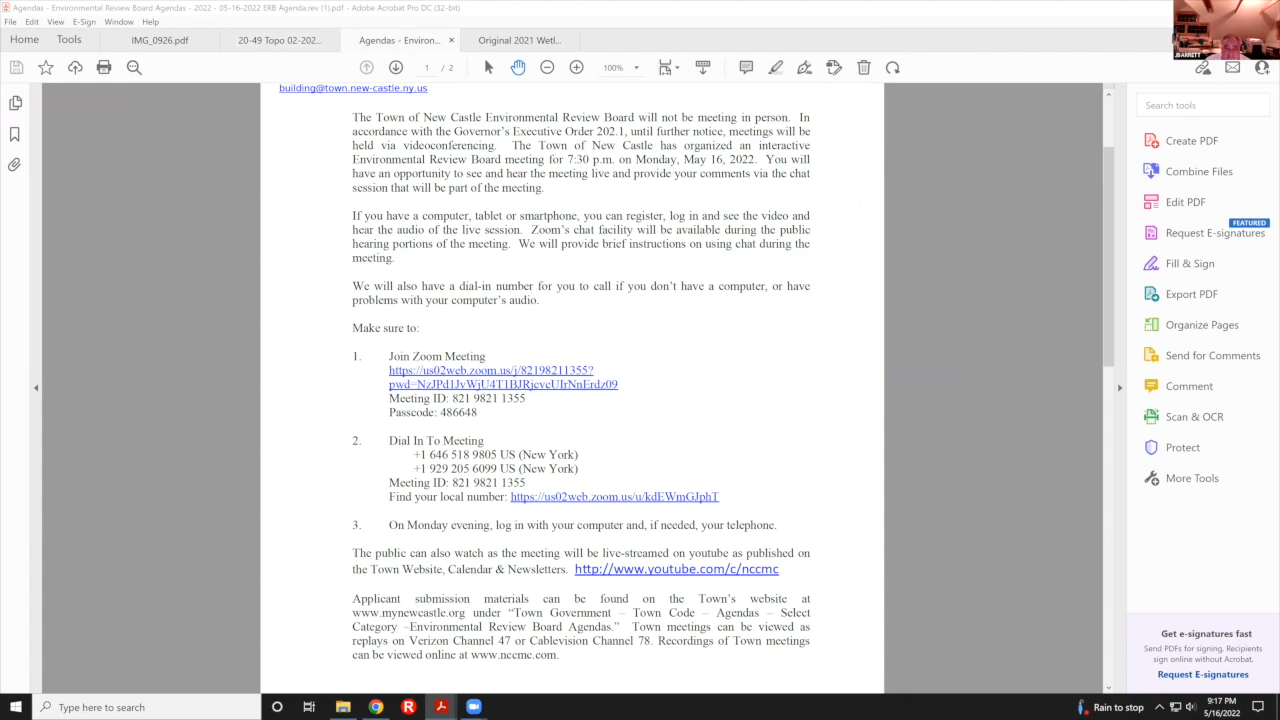 Agendas - Environmental Review Board Agendas - 2022 - 05-16-2022 ERB Agenda.rev (1).pdf - Adobe Acrobat Pro DC (32-bit)
File Edit View E-Sign Window Help
Home Tools IMG_0926.pdf 20-49 Topo 02-202... Agendas - Environ... × Original 2021 Wetl...
1 / 2 100%
JBARRETT
building@town.new-castle.ny.us
The Town of New Castle Environmental Review Board will not be meeting in person. In
accordance with the Governor's Executive Order 202.1, until further notice, meetings will be
held via videoconferencing. The Town of New Castle has organized an interactive
Environmental Review Board meeting for 7:30 p.m. on Monday, May 16, 2022. You will
have an opportunity to see and hear the meeting live and provide your comments via the chat
session that will be part of the meeting.
If you have a computer, tablet or smartphone, you can register, log in and see the video and
hear the audio of the live session. Zoom's chat facility will be available during the public
hearing portions of the meeting. We will provide brief instructions on using chat during the
meeting.
We will also have a dial-in number for you to call if you don't have a computer, or have
problems with your computer's audio.
Make sure to:
1. Join Zoom Meeting
https://us02web.zoom.us/j/82198211355?
pwd=NzJPd1JvWjU4T1BJRjcvcUIrNnErdz09
Meeting ID: 821 9821 1355
Passcode: 486648
2. Dial In To Meeting
+1 646 518 9805 US (New York)
+1 929 205 6099 US (New York)
Meeting ID: 821 9821 1355
Find your local number: https://us02web.zoom.us/u/kdEWmGJphT
3. On Monday evening, log in with your computer and, if needed, your telephone.
The public can also watch as the meeting will be live-streamed on youtube as published on
the Town Website, Calendar & Newsletters. http://www.youtube.com/c/nccmc
Applicant submission materials can be found on the Town's website at
www.mynewcastle.org under “Town Government – Town Code – Agendas – Select
Category –Environmental Review Board Agendas.” Town meetings can be viewed as
replays on Verizon Channel 47 or Cablevision Channel 78. Recordings of Town meetings
can be viewed online at www.nccmc.com.
Search tools
Create PDF
Combine Files
Edit PDF
FEATURED
Request E-signatures
Fill & Sign
Export PDF
Organize Pages
Send for Comments
Comment
Scan & OCR
Protect
More Tools
Get e-signatures fast
Send PDFs for signing. Recipients
sign online without Acrobat.
Request E-signatures
Type here to search
Rain to stop
9:17 PM
5/16/2022